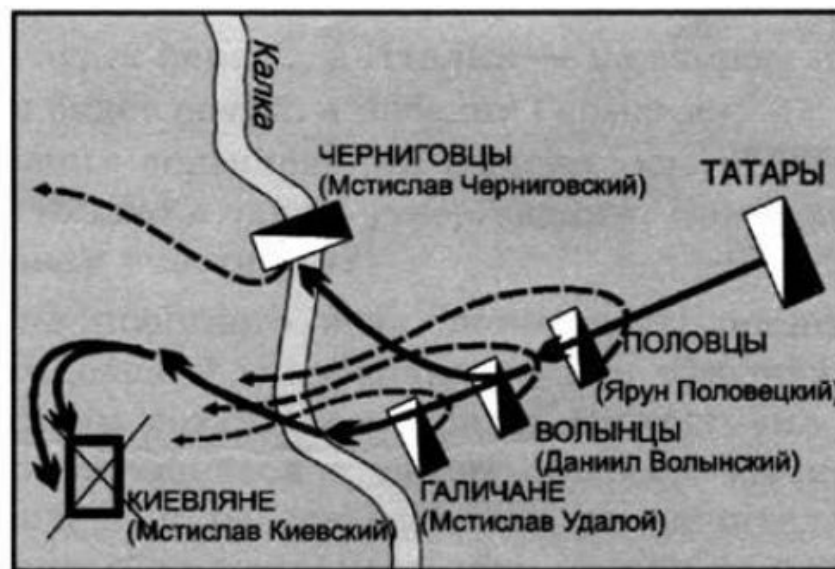 Калка
ЧЕРНИГОВЦЫ
(Мстислав Черниговский)
ТАТАРЫ
ПОЛОВЦЫ
(Ярун Половецкий)
ВОЛЫНЦЫ
(Даниил Волынский)
ГАЛИЧАНЕ
(Мстислав Удалой)
КИЕВЛЯНЕ
(Мстислав Киевский)